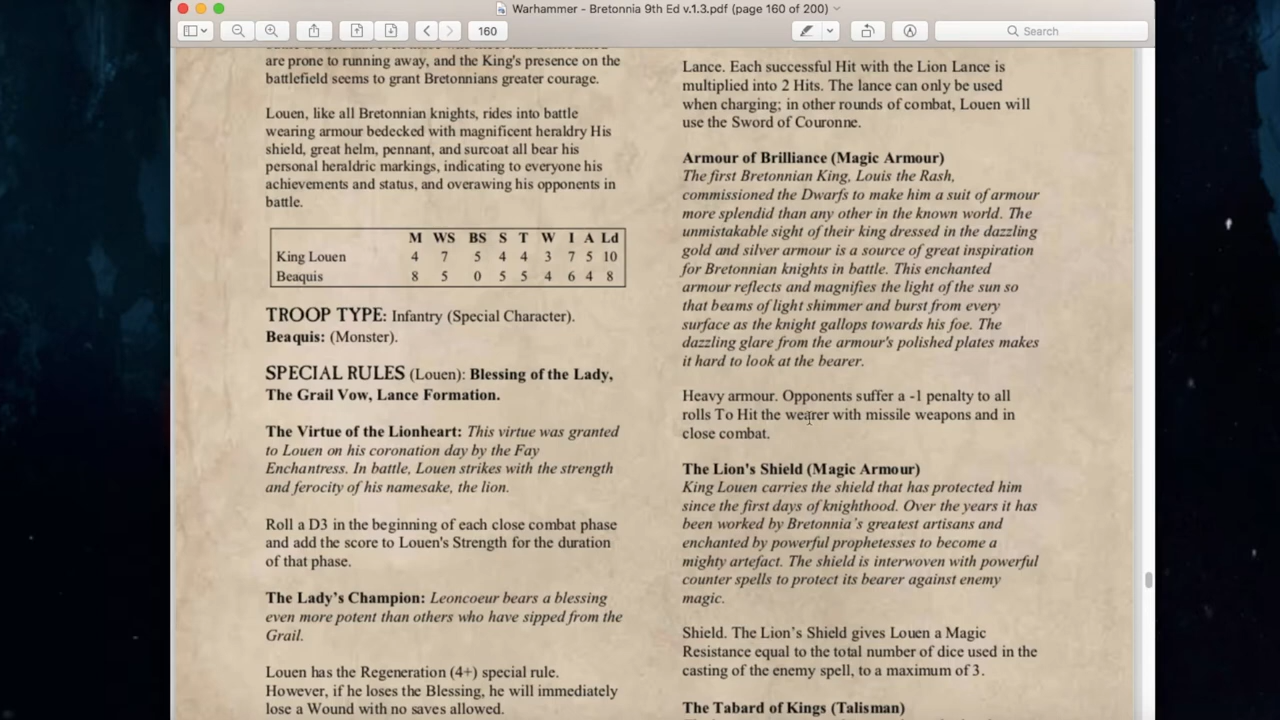 Warhammer - Bretonnia 9th Ed v.1.3.pdf (page 160 of 200)
160
Search
are prone to running away, and the King's presence on the
battlefield seems to grant Bretonnians greater courage.
Louen, like all Bretonnian knights, rides into battle
wearing armour bedecked with magnificent heraldry His
shield, great helm, pennant, and surcoat all bear his
personal heraldric markings, indicating to everyone his
achievements and status, and overawing his opponents in
battle.
M WS BS S T W I A Ld
King Louen 4 7 5 4 4 3 7 5 10
Beaquis 8 5 0 5 5 4 6 4 8
TROOP TYPE: Infantry (Special Character).
Beaquis: (Monster).
SPECIAL RULES (Louen): Blessing of the Lady,
The Grail Vow, Lance Formation.
The Virtue of the Lionheart: This virtue was granted
to Louen on his coronation day by the Fay
Enchantress. In battle, Louen strikes with the strength
and ferocity of his namesake, the lion.
Roll a D3 in the beginning of each close combat phase
and add the score to Louen's Strength for the duration
of that phase.
The Lady's Champion: Leoncoeur bears a blessing
even more potent than others who have sipped from the
Grail.
Louen has the Regeneration (4+) special rule.
However, if he loses the Blessing, he will immediately
lose a Wound with no saves allowed.
Lance. Each successful Hit with the Lion Lance is
multiplied into 2 Hits. The lance can only be used
when charging; in other rounds of combat, Louen will
use the Sword of Couronne.
Armour of Brilliance (Magic Armour)
The first Bretonnian King, Louis the Rash,
commissioned the Dwarfs to make him a suit of armour
more splendid than any other in the known world. The
unmistakable sight of their king dressed in the dazzling
gold and silver armour is a source of great inspiration
for Bretonnian knights in battle. This enchanted
armour reflects and magnifies the light of the sun so
that beams of light shimmer and burst from every
surface as the knight gallops towards his foe. The
dazzling glare from the armour's polished plates makes
it hard to look at the bearer.
Heavy armour. Opponents suffer a -1 penalty to all
rolls To Hit the wearer with missile weapons and in
close combat.
The Lion's Shield (Magic Armour)
King Louen carries the shield that has protected him
since the first days of knighthood. Over the years it has
been worked by Bretonnia's greatest artisans and
enchanted by powerful prophetesses to become a
mighty artefact. The shield is interwoven with powerful
counter spells to protect its bearer against enemy
magic.
Shield. The Lion's Shield gives Louen a Magic
Resistance equal to the total number of dice used in the
casting of the enemy spell, to a maximum of 3.
The Tabard of Kings (Talisman)